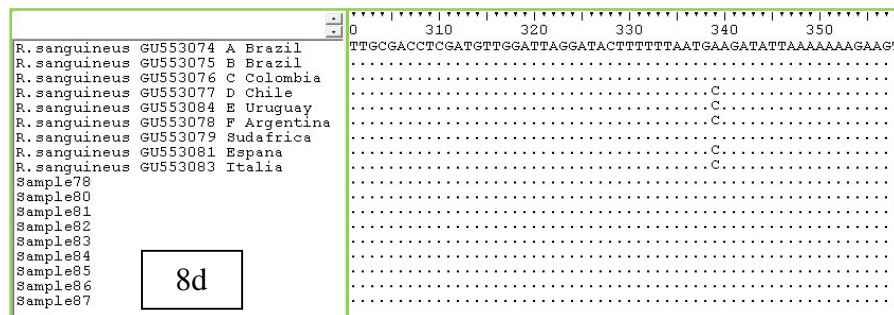 0 310 320 330 340 350
R.sanguineus GU553074 A Brazil TTGCGACCTCGATGTTGGATTAGGATACTTTTTTAATGAAGATATTAAAAAAAGAAGT
R.sanguineus GU553075 B Brazil ..........................................................
R.sanguineus GU553076 C Colombia ..........................................................
R.sanguineus GU553077 D Chile ......................................C...................
R.sanguineus GU553084 E Uruguay ......................................C...................
R.sanguineus GU553078 F Argentina ......................................C...................
R.sanguineus GU553079 Sudafrica ..........................................................
R.sanguineus GU553081 Espana ......................................C...................
R.sanguineus GU553083 Italia ......................................C...................
Sample78 ..........................................................
Sample80 ..........................................................
Sample81 ..........................................................
Sample82 ..........................................................
Sample83 ..........................................................
Sample84 ..........................................................
Sample85 ..........................................................
Sample86 ..........................................................
Sample87 ..........................................................
8d